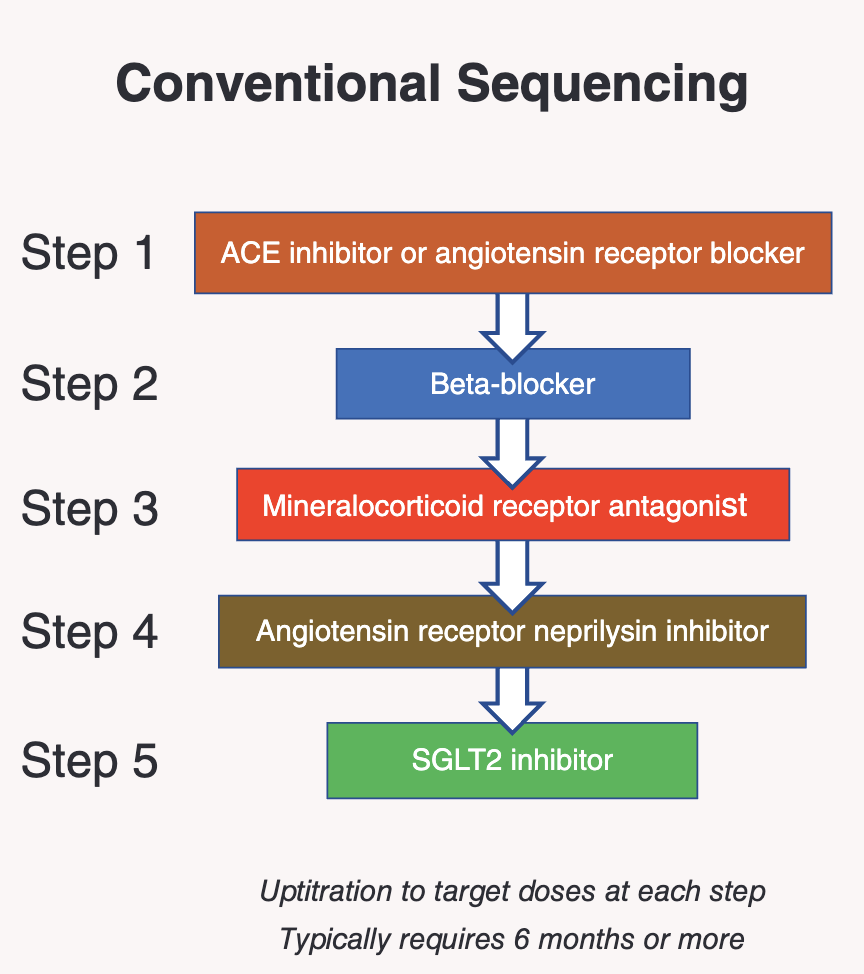 Conventional Sequencing
Step 1
ACE inhibitor or angiotensin receptor blocker
Step 2
Beta-blocker
Step 3
Mineralocorticoid receptor antagonist
Step 4
Angiotensin receptor neprilysin inhibitor
Step 5
SGLT2 inhibitor
Uptitration to target doses at each step
Typically requires 6 months or more